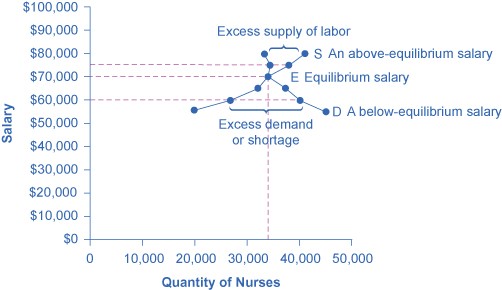 $100,000
$90,000
Excess supply of labor
$80,000
S An above-equilibrium salary
$70,000
E Equilibrium salary
$60,000
D A below-equilibrium salary
$50,000
Excess demand
or shortage
$40,000
$30,000
$20,000
$10,000
$0
Salary
0 10,000 20,000 30,000 40,000 50,000
Quantity of Nurses